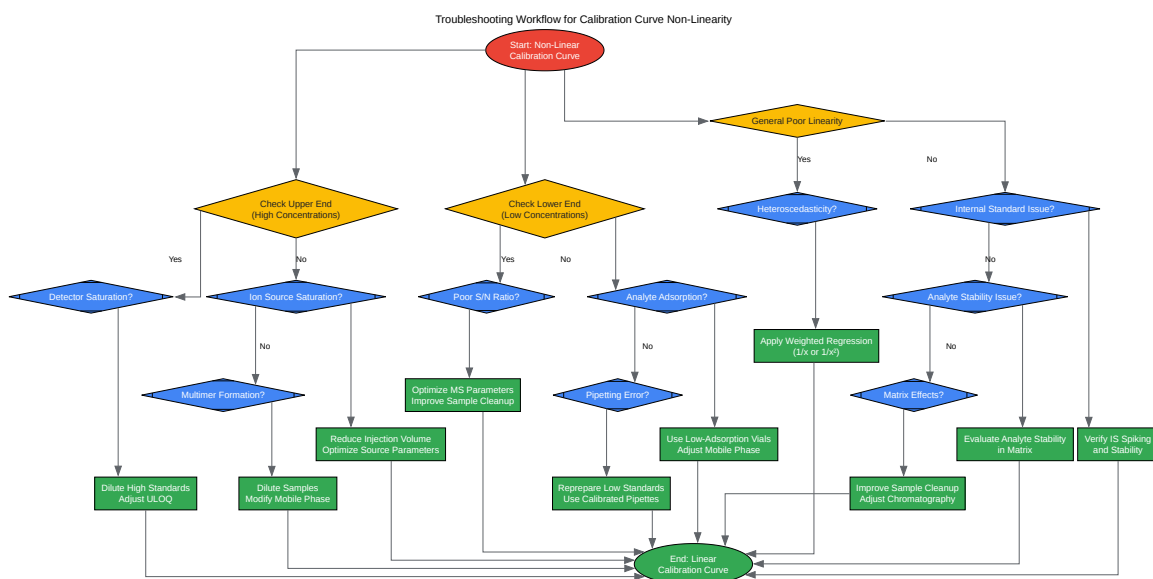 Troubleshooting Workflow for Calibration Curve Non-Linearity
Start: Non-Linear
Calibration Curve
General Poor Linearity
Yes
No
Check Upper End
(High Concentrations)
Check Lower End
(Low Concentrations)
Heteroscedasticity?
Internal Standard Issue?
Yes
No
Yes
No
No
Detector Saturation?
Ion Source Saturation?
Poor S/N Ratio?
Analyte Adsorption?
Analyte Stability Issue?
Apply Weighted Regression
(1/x or 1/x²)
No
No
No
Multimer Formation?
Optimize MS Parameters
Improve Sample Cleanup
Pipetting Error?
Matrix Effects?
Reduce Injection Volume
Optimize Source Parameters
Use Low-Adsorption Vials
Adjust Mobile Phase
Evaluate Analyte Stability
in Matrix
Verify IS Spiking
and Stability
Dilute High Standards
Adjust ULOQ
Dilute Samples
Modify Mobile Phase
Reprepare Low Standards
Use Calibrated Pipettes
Improve Sample Cleanup
Adjust Chromatography
End: Linear
Calibration Curve